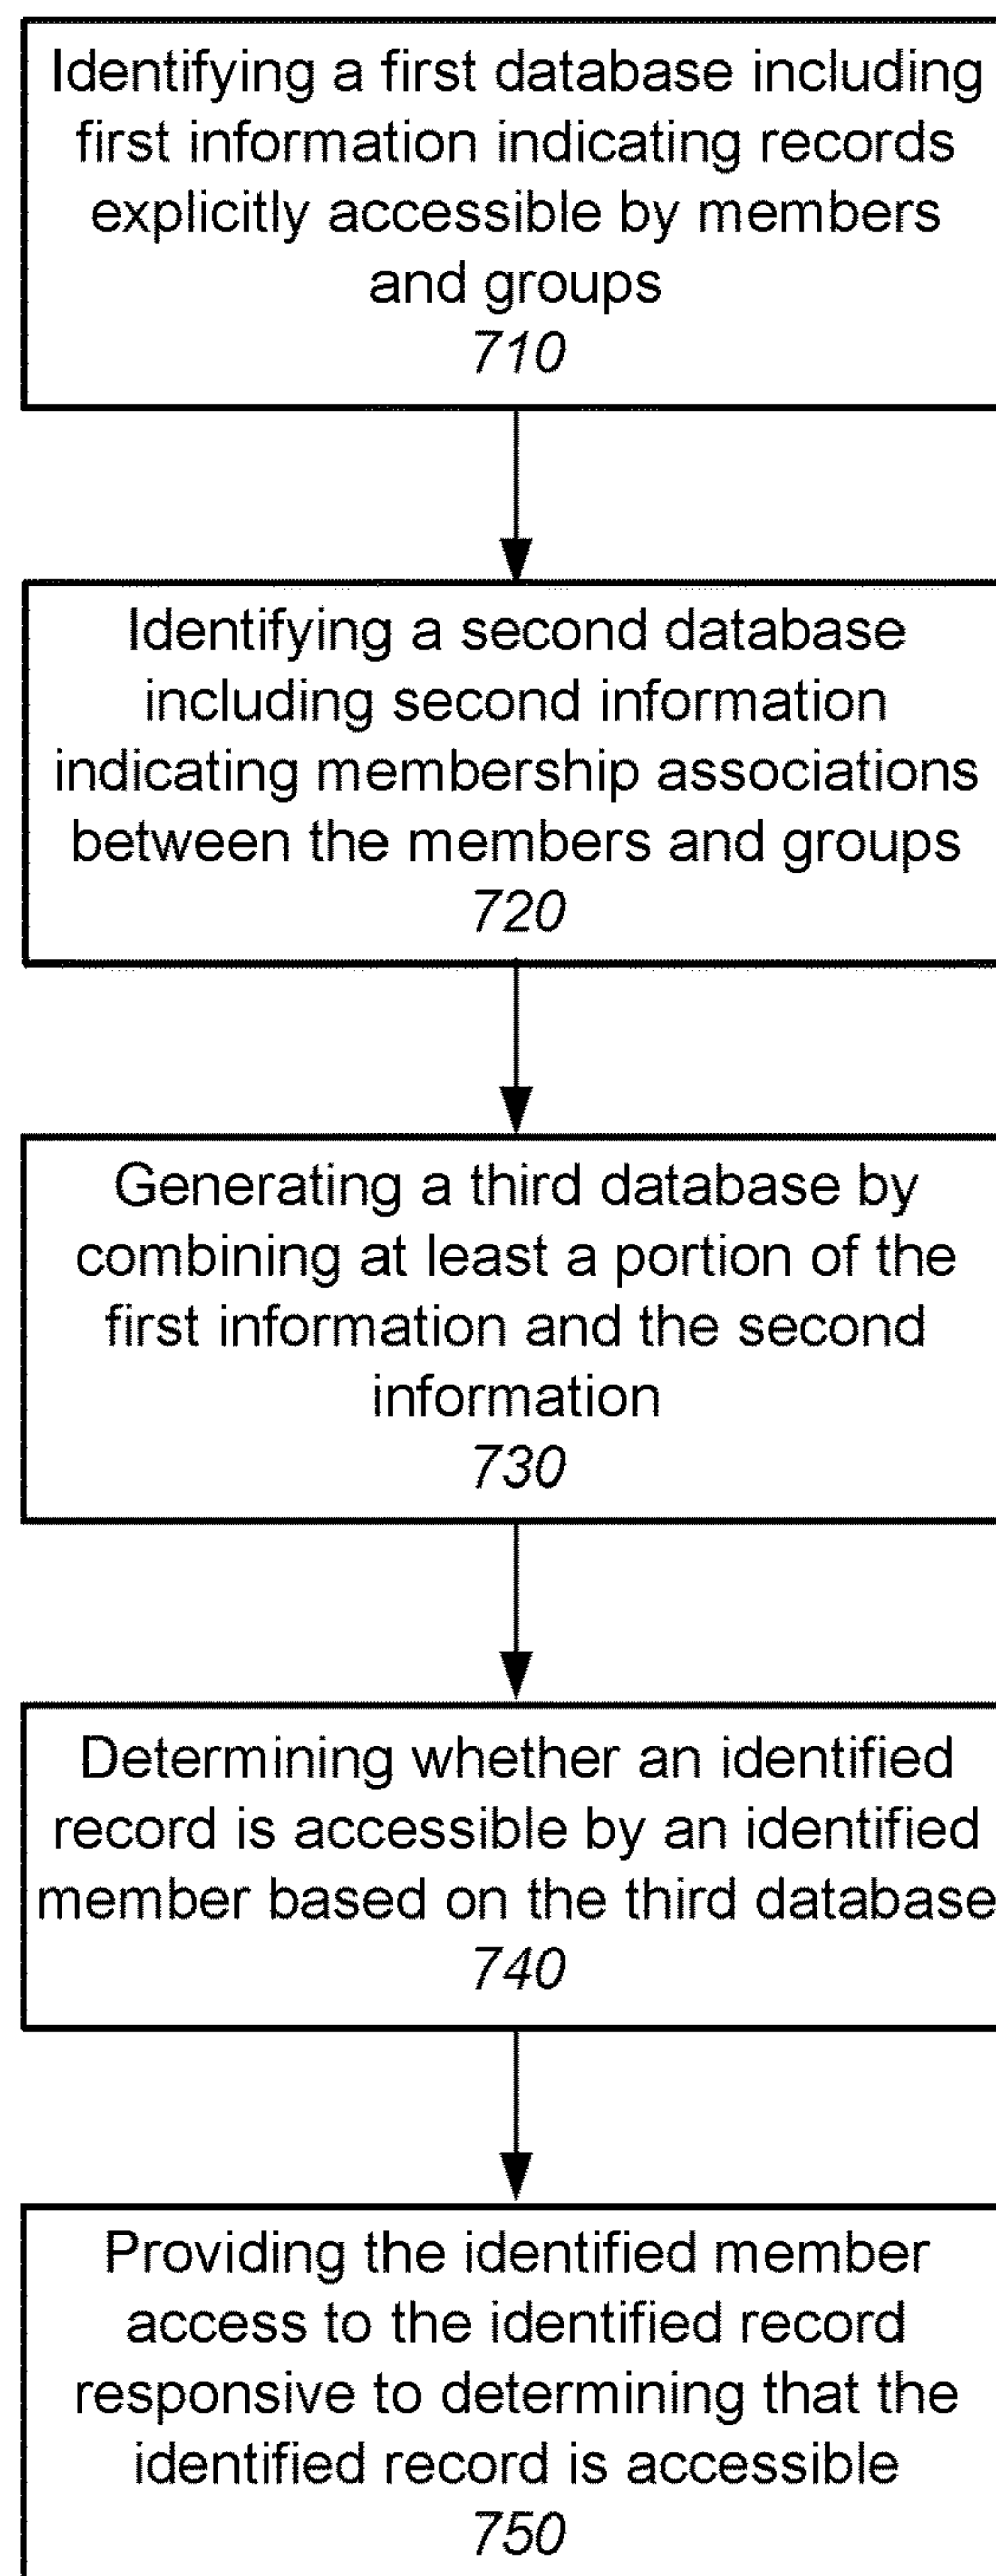 Identifying a first database including
first information indicating records
explicitly accessible by members
and groups
710
Identifying a second database
including second information
indicating membership associations
between the members and groups
720
Generating a third database by
combining at least a portion of the
first information and the second
information
730
Determining whether an identified
record is accessible by an identified
member based on the third database
740
Providing the identified member
access to the identified record
responsive to determining that the
identified record is accessible
750